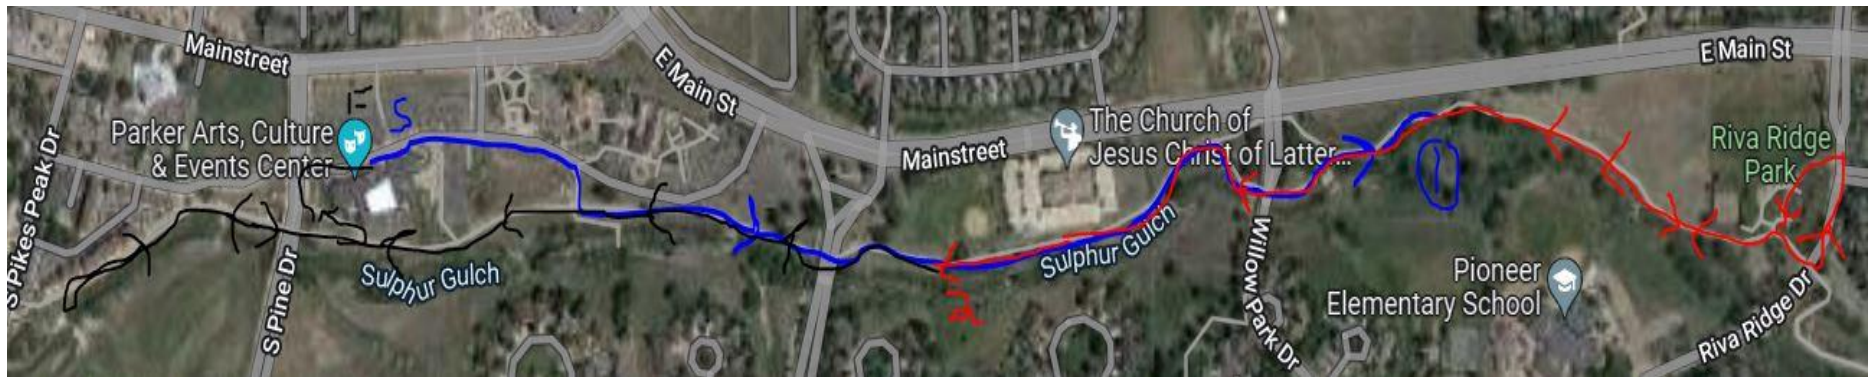 Mainstreet
E Main St
E Main St
F
S
Parker Arts, Culture
& Events Center
The Church of
Jesus Christ of Latter...
Mainstreet
1
Riva Ridge
Park
S Pikes Peak Dr
S Pine Dr
Sulphur Gulch
Sulphur Gulch
Willow Park Dr
Pioneer
Elementary School
Riva Ridge Dr